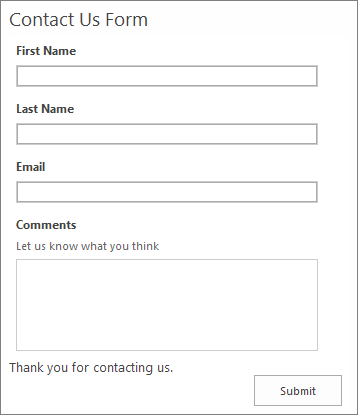 Contact Us Form
First Name
Last Name
Email
Comments
Let us know what you think
Thank you for contacting us.
Submit